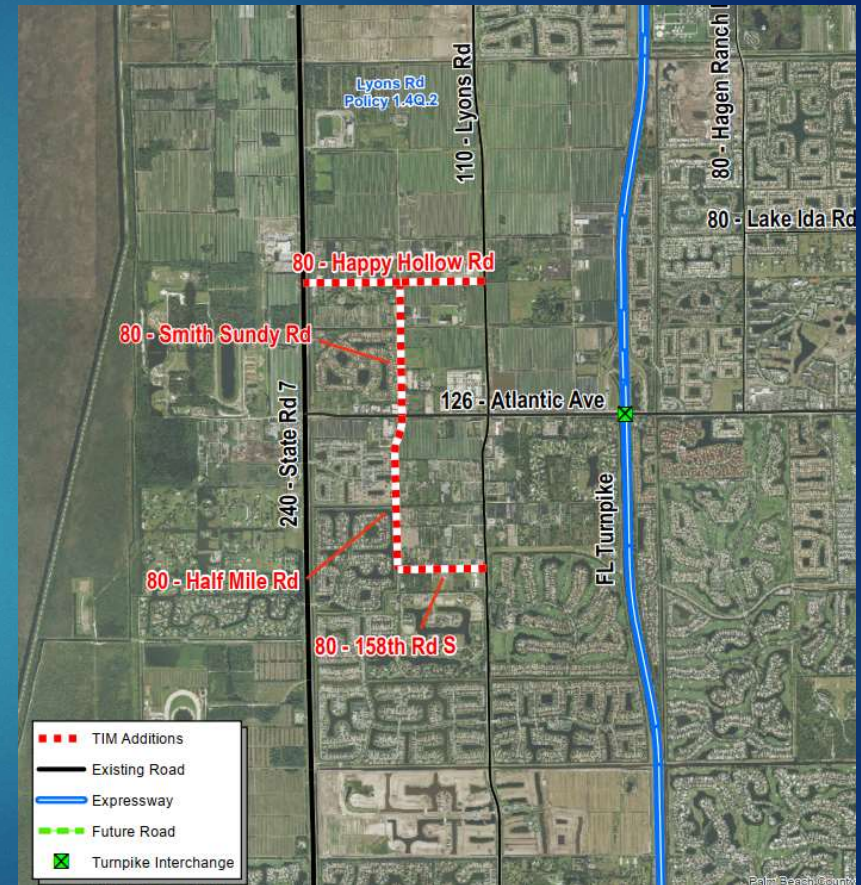 80 - Hagen Ranch
Lyons Rd
Policy 1.4Q.2
110 - Lyons Rd
80 - Lake Ida Rd
80 - Happy Hollow Rd
80 - Smith Sundy Rd
126 - Atlantic Ave
240 - State Rd 7
FL Turnpike
80 - Half Mile Rd
80 - 158th Rd S
TIM Additions
Existing Road
Expressway
Future Road
Turnpike Interchange
Palm Beach County